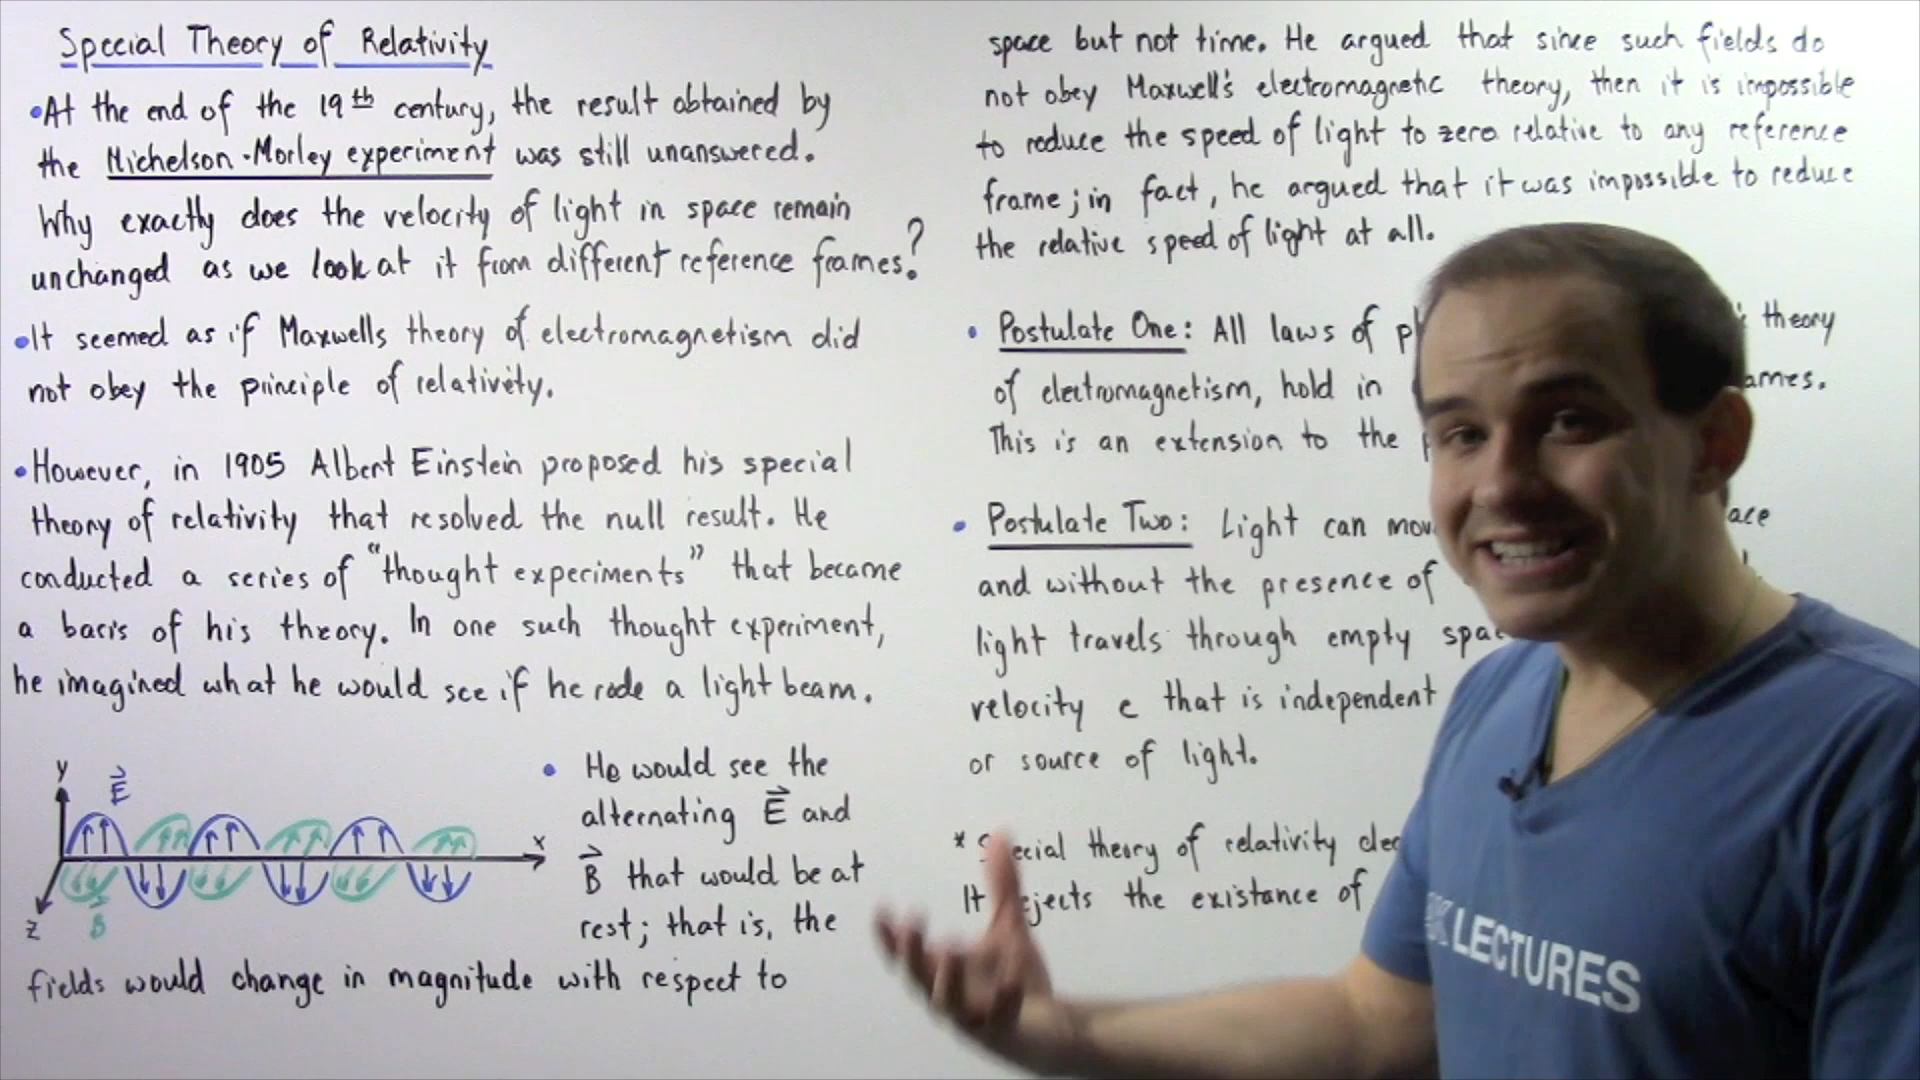 Special Theory of Relativity
•At the end of the 19th century, the result obtained by
the Michelson-Morley experiment was still unanswered.
Why exactly does the velocity of light in space remain
unchanged as we look at it from different reference frames?
•It seemed as if Maxwells theory of electromagnetism did
not obey the principle of relativity.
•However, in 1905 Albert Einstein proposed his special
theory of relativity that resolved the null result. He
conducted a series of "thought experiments" that became
a basis of his theory. In one such thought experiment,
he imagined what he would see if he rode a light beam.
y
E
x
z
B
• He would see the
alternating E and
B that would be at
rest; that is, the
fields would change in magnitude with respect to
space but not time. He argued that since such fields do
not obey Maxwell's electromagnetic theory, then it is impossible
to reduce the speed of light to zero relative to any reference
frame; in fact, he argued that it was impossible to reduce
the relative speed of light at all.
• Postulate One: All laws of theory
of electromagnetism, hold in
This is an extension to the
• Postulate Two: Light can
and without the presence of
light travels through empty
velocity c that is independent
or source of light.
* theory of relativity
It the existance of
LECTURES